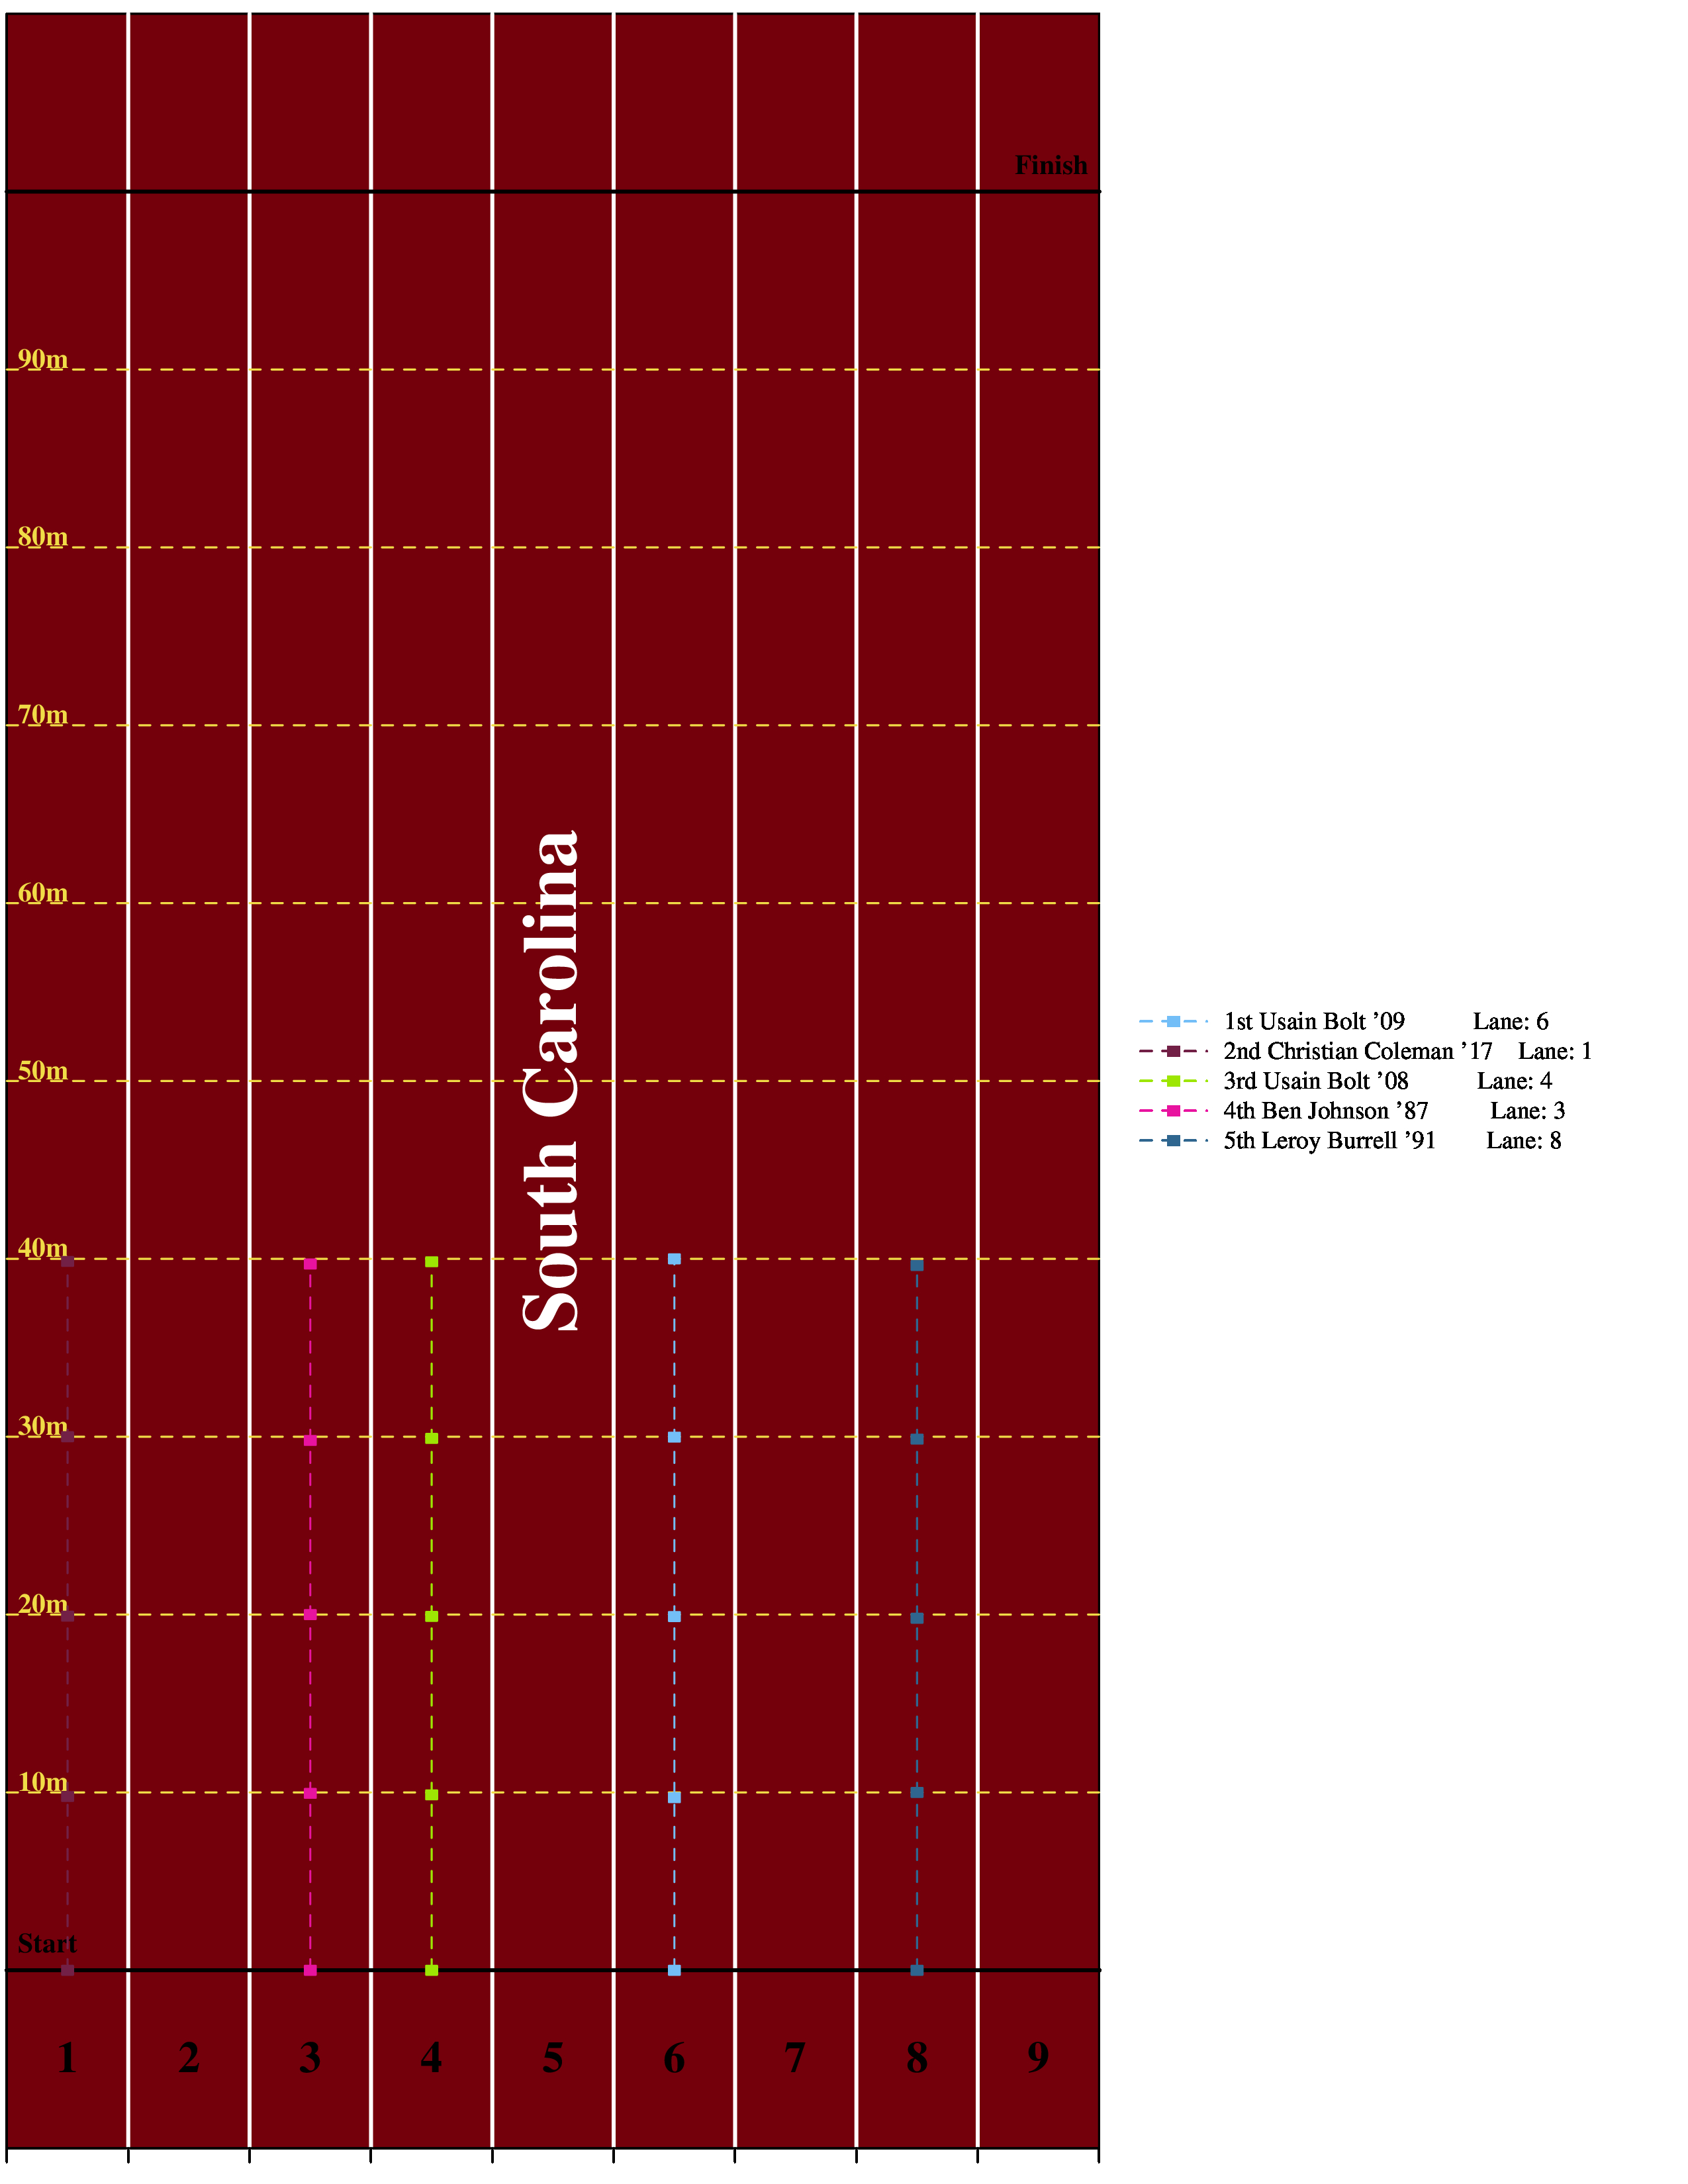 Finish
90m
80m
70m
60m
50m
40m
30m
20m
10m
Start
South Carolina
1 2 3 4 5 6 7 8 9
1st Usain Bolt ’09 Lane: 6
2nd Christian Coleman ’17 Lane: 1
3rd Usain Bolt ’08 Lane: 4
4th Ben Johnson ’87 Lane: 3
5th Leroy Burrell ’91 Lane: 8